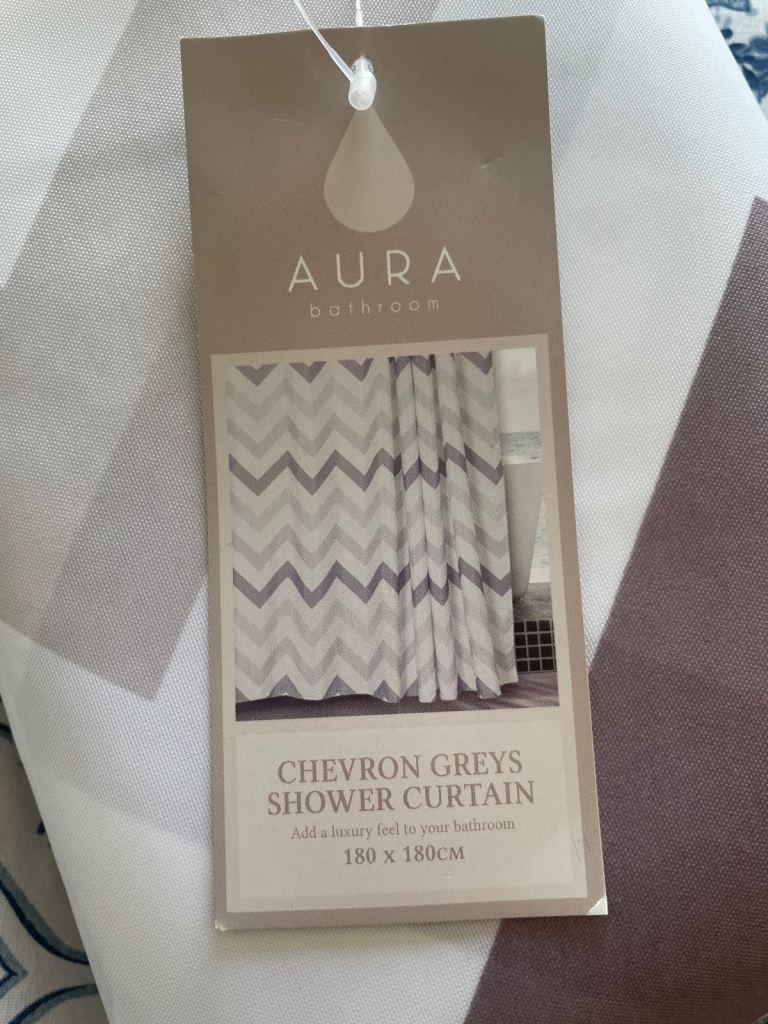 AURA
bathroom
CHEVRON GREYS
SHOWER CURTAIN
Add a luxury feel to your bathroom
180 x 180CM